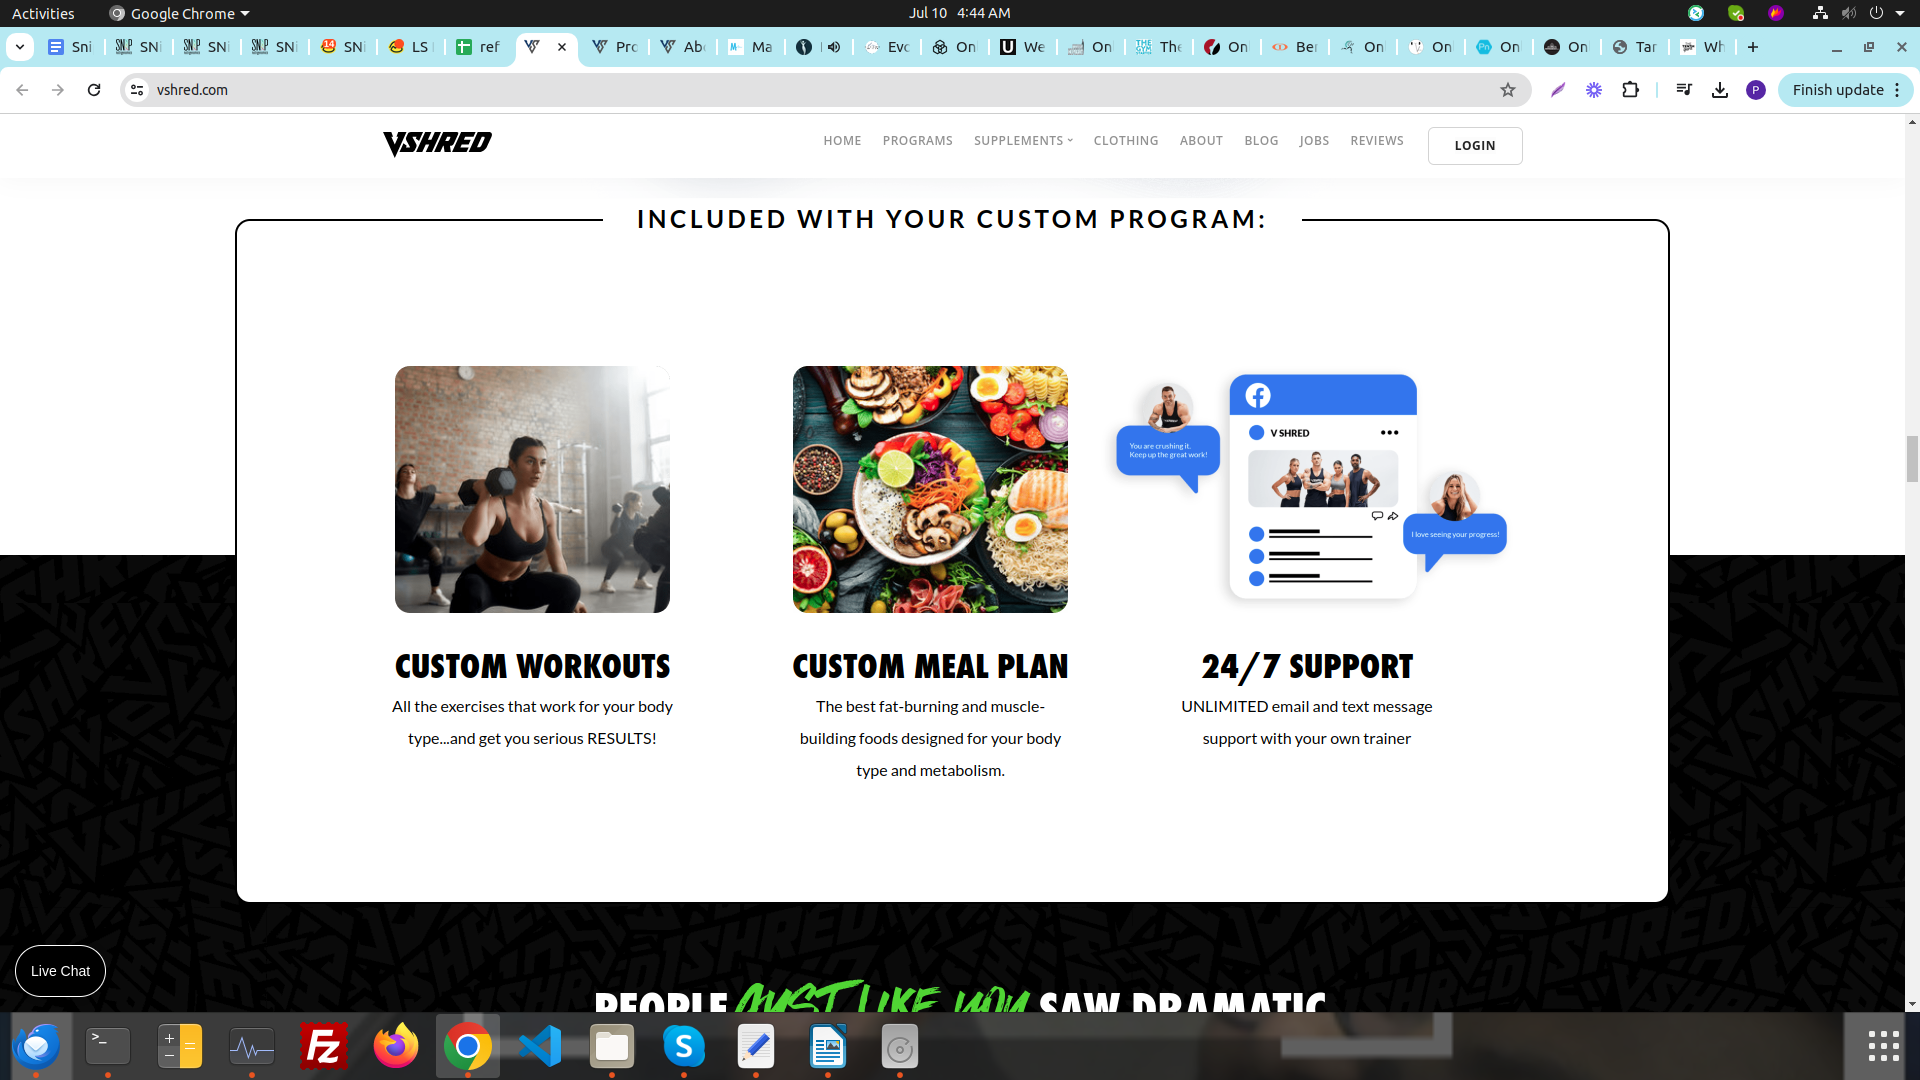 Activities
Google Chrome
Jul 10 4:44 AM
Sni
SNi
SNi
SNi
SNi
LS
ref
Pro
Abo
Ma
Evo
On
We
On
The
On
Ber
On
On
On
On
Tar
Wh
vshred.com
P
Finish update
VSHRED
HOME
PROGRAMS
SUPPLEMENTS
CLOTHING
ABOUT
BLOG
JOBS
REVIEWS
LOGIN
INCLUDED WITH YOUR CUSTOM PROGRAM:
You are crushing it.
Keep up the great work!
V SHRED
I love seeing your progress!
CUSTOM WORKOUTS
All the exercises that work for your body
type...and get you serious RESULTS!
CUSTOM MEAL PLAN
The best fat-burning and muscle-
building foods designed for your body
type and metabolism.
24/7 SUPPORT
UNLIMITED email and text message
support with your own trainer
Live Chat
PEOPLE JUST LIKE YOU SAW DRAMATIC